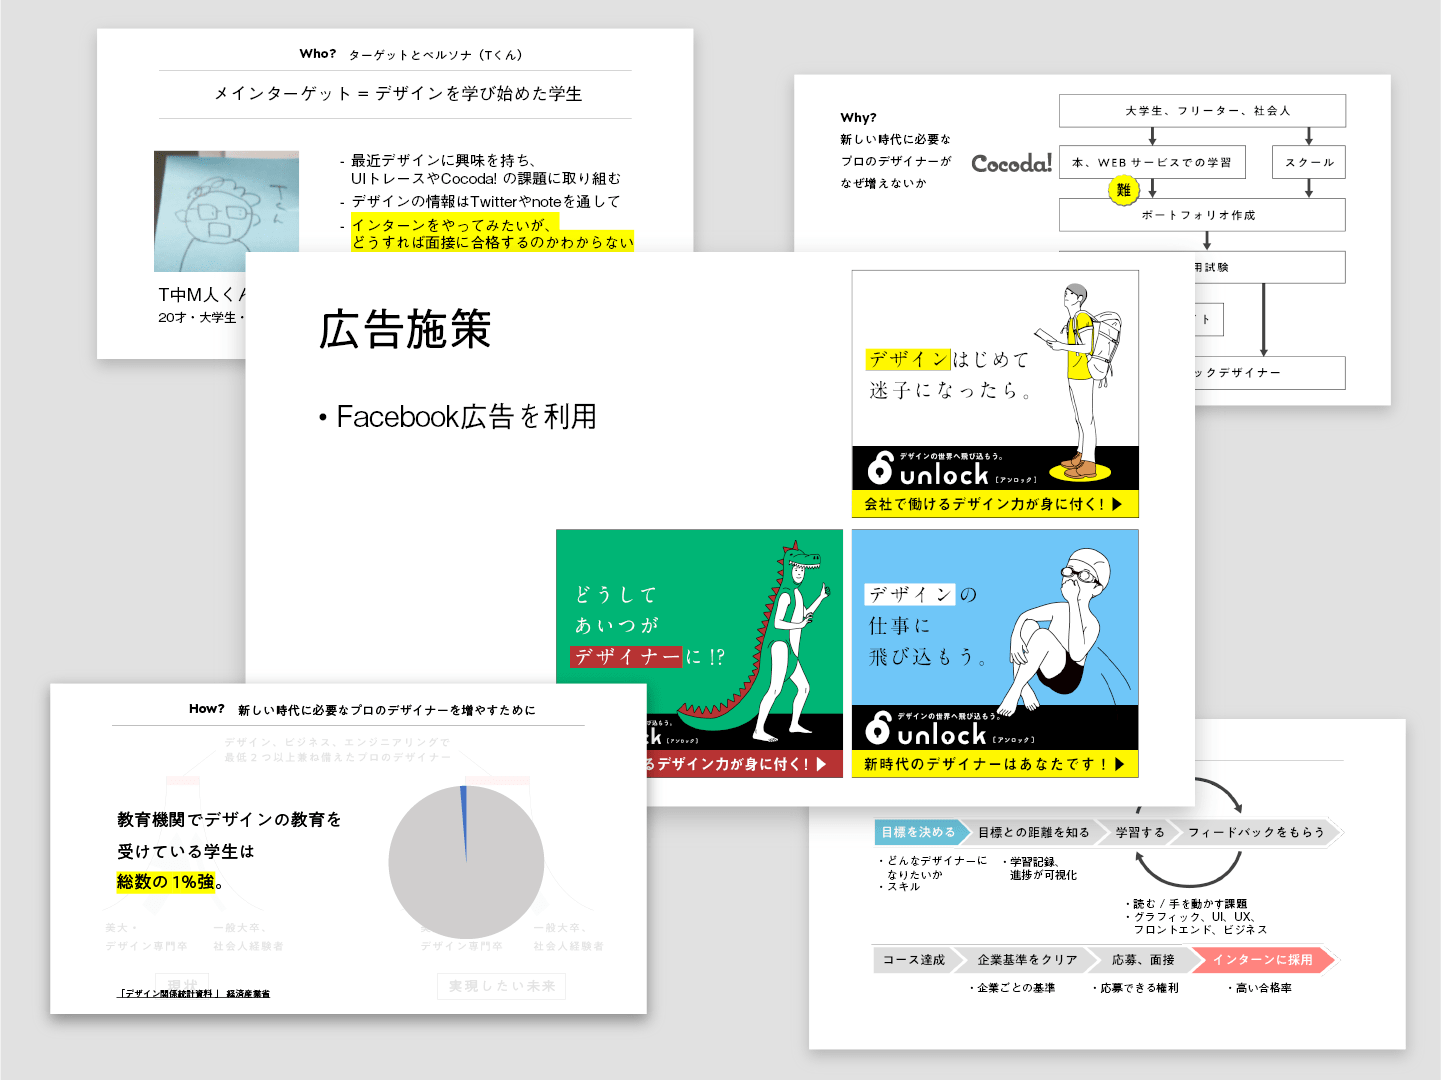 Who? ターゲットとペルソナ（Tくん）
メインターゲット = デザインを学び始めた学生
- 最近デザインに興味を持ち、
UIトレースやCocoda! の課題に取り組む
- デザインの情報はTwitterやnoteを通して
- インターンをやってみたいが、
どうすれば面接に合格するのかわからない
Tくん
T中M人くん
20才・大学生・
Why?
新しい時代に必要な
プロのデザイナーが
なぜ増えないか
Cocoda!
大学生、フリーター、社会人
本、WEBサービスでの学習
スクール
難
ポートフォリオ作成
用試験
ト
ックデザイナー
広告施策
• Facebook広告を利用
デザインはじめて
迷子になったら。
デザインの世界へ飛び込もう。
unlock [アンロック]
会社で働けるデザイン力が身に付く! ▶
どうして
あいつが
デザイナーに !?
び込もう。
ck [アンロック]
るデザイン力が身に付く! ▶
デザインの
仕事に
飛び込もう。
デザインの世界へ飛び込もう。
unlock [アンロック]
新時代のデザイナーはあなたです！▶
How? 新しい時代に必要なプロのデザイナーを増やすために
デザイン、ビジネス、エンジニアリングで
最低２つ以上兼ね備えたプロのデザイナー
教育機関でデザインの教育を
受けている学生は
総数の 1%強。
美大・
デザイン専門卒
一般大卒、
社会人経験者
美
デザイン専門卒
一般大卒、
社会人経験者
現状
実現したい未来
「デザイン関係統計資料」 経済産業省
目標を決める
目標との距離を知る
学習する
フィードバックをもらう
・どんなデザイナーに
なりたいか
・スキル
・学習記録、
進捗が可視化
・読む / 手を動かす課題
・グラフィック、UI、UX、
フロントエンド、ビジネス
コース達成
企業基準をクリア
応募、面接
インターンに採用
・企業ごとの基準
・応募できる権利
・高い合格率